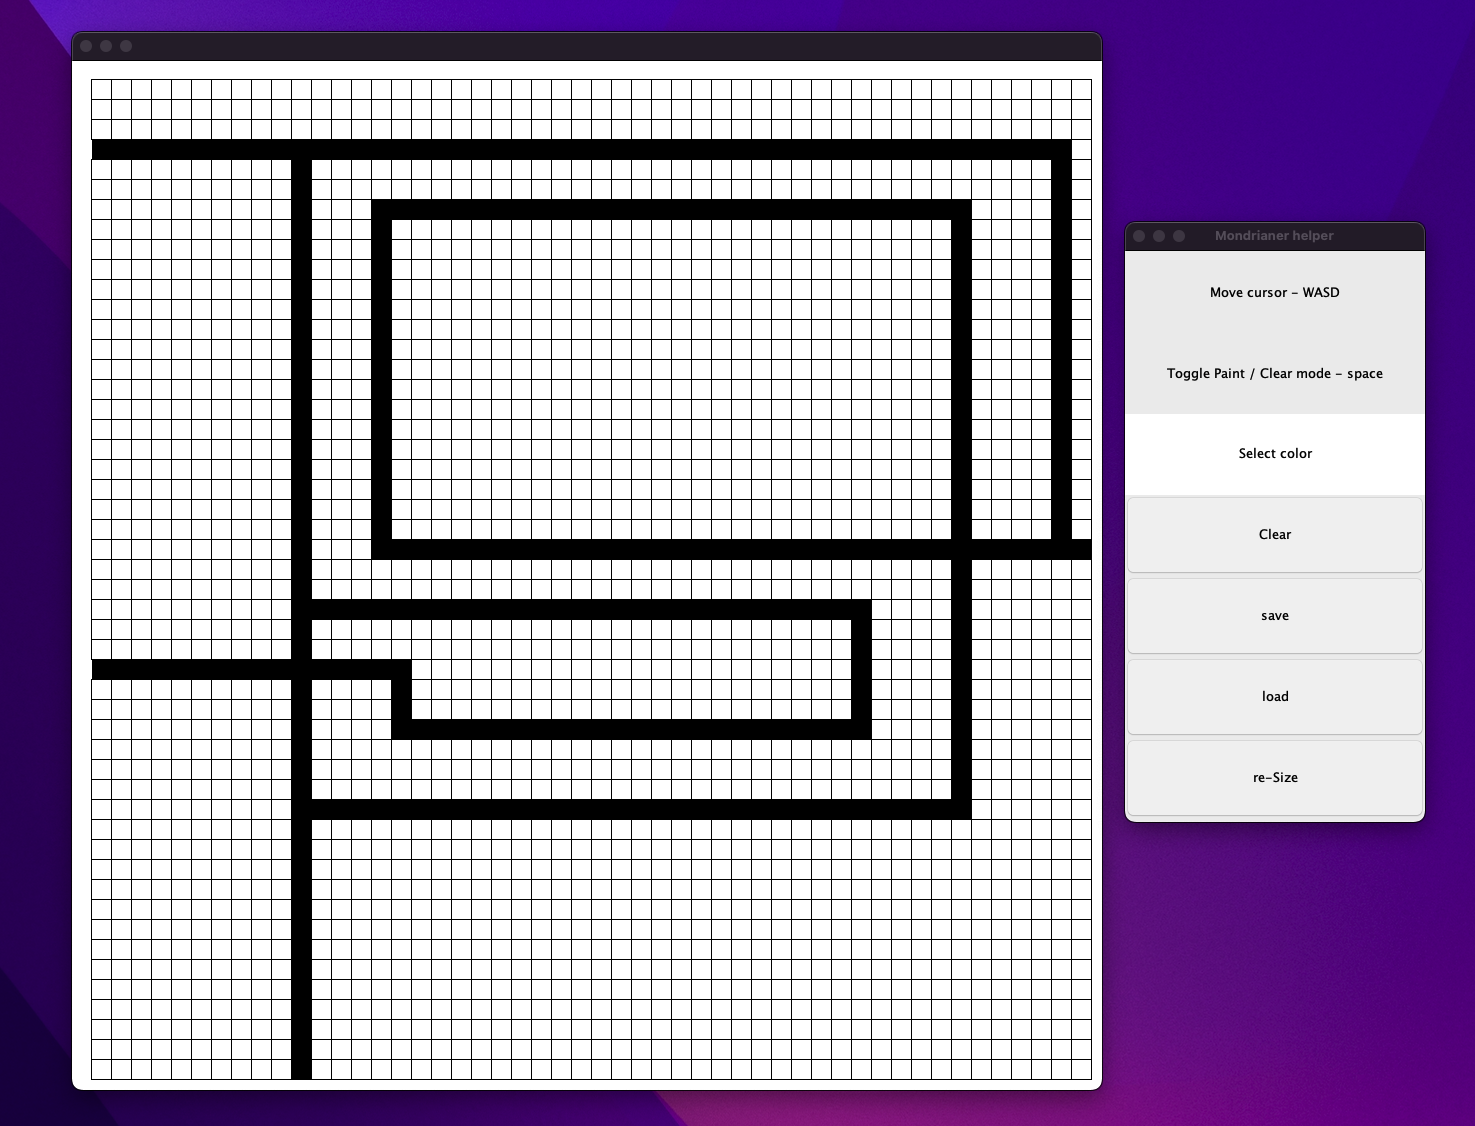 Mondrianer helper
Move cursor - WASD
Toggle Paint / Clear mode - space
Select color
Clear
save
load
re-Size